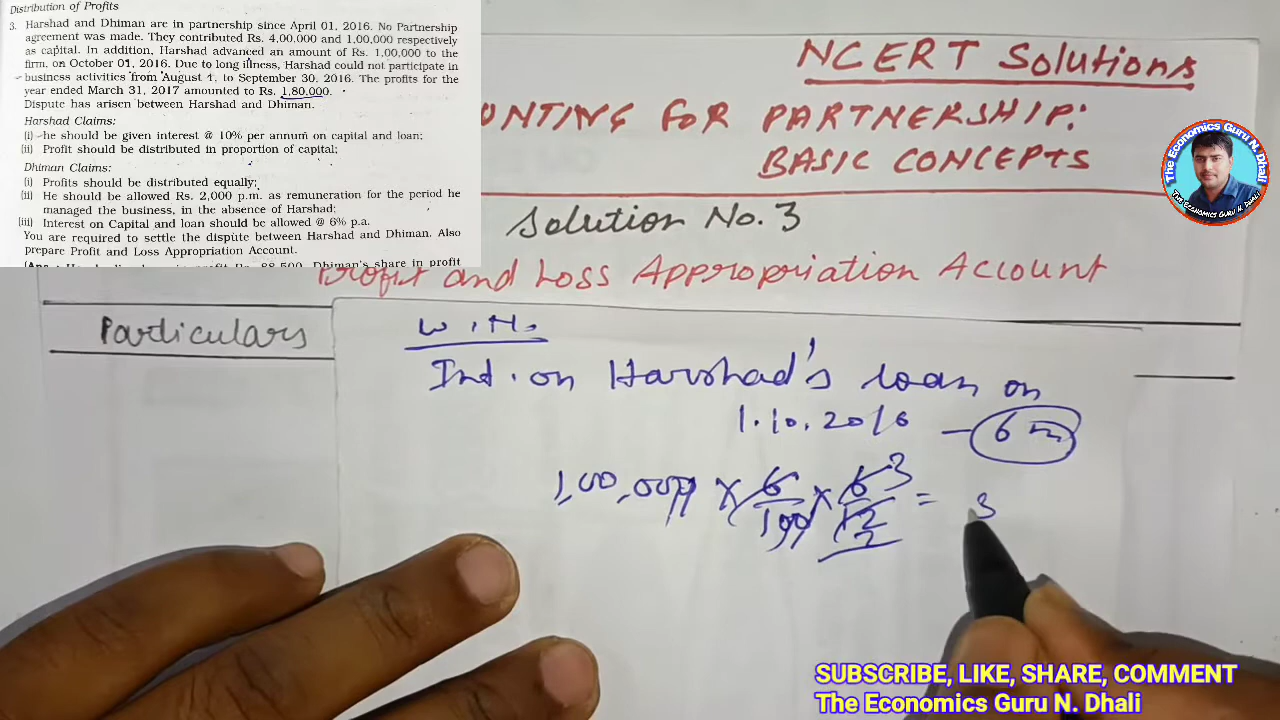 Distribution of Profits
3. Harshad and Dhiman are in partnership since April 01, 2016. No Partnership
agreement was made. They contributed Rs. 4,00,000 and 1,00,000 respectively
as capital. In addition, Harshad advanced an amount of Rs. 1,00,000 to the
firm, on October 01, 2016. Due to long illness, Harshad could not participate in
business activities from August 1, to September 30, 2016. The profits for the
year ended March 31, 2017 amounted to Rs. 1,80,000.
Dispute has arisen between Harshad and Dhiman.
Harshad Claims:
(i) he should be given interest @ 10% per annum on capital and loan;
(ii) Profit should be distributed in proportion of capital;
Dhiman Claims:
(i) Profits should be distributed equally;
(ii) He should be allowed Rs. 2,000 p.m. as remuneration for the period he
managed the business, in the absence of Harshad;
(iii) Interest on Capital and loan should be allowed @ 6% p.a.
You are required to settle the dispute between Harshad and Dhiman. Also
prepare Profit and Loss Appropriation Account.
NCERT Solutions
ONTING FOR PARTNERSHIP:
BASIC CONCEPTS
The Economics Guru N. Dhali
THE ECONOMICS GURU N. DHALI
Solution No. 3
Profit and Loss Appropriation Account
Particulars
W.N.
Int. on Harshad's loan on
1.10.2016 – 6 m
1,00,000 × 6/100 × 6/12 = 3
3
2
SUBSCRIBE, LIKE, SHARE, COMMENT
The Economics Guru N. Dhali